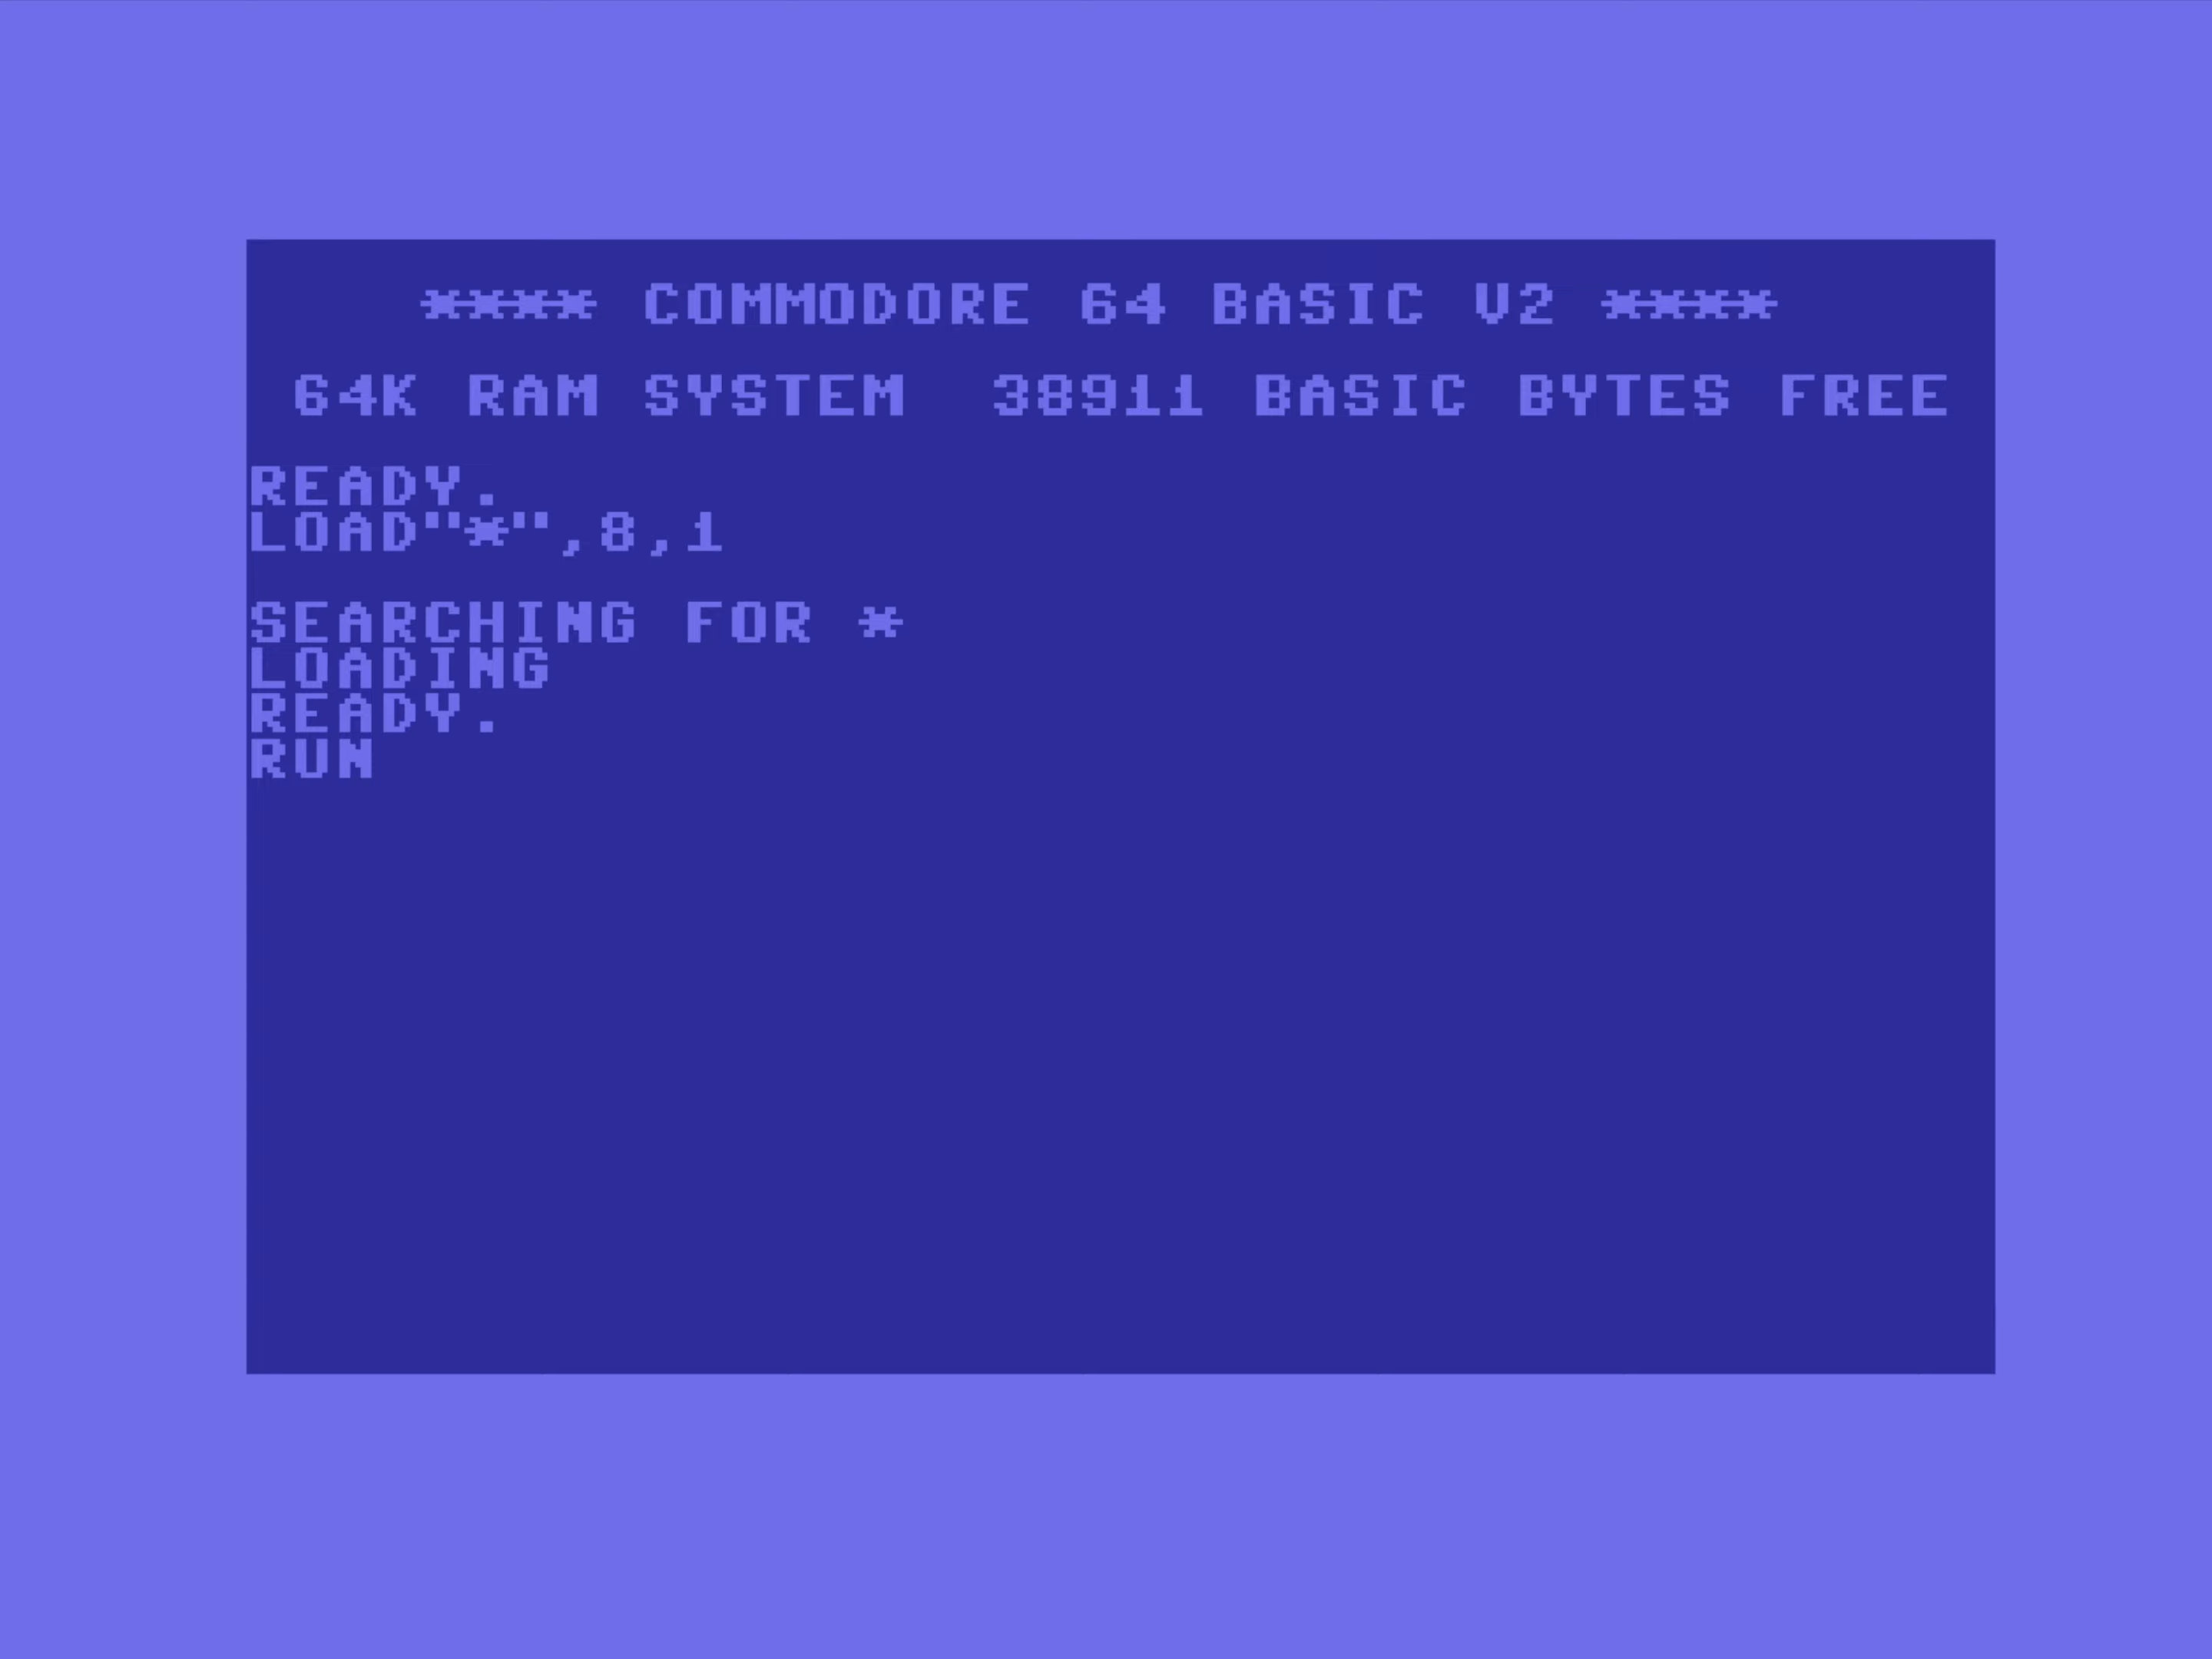 **** COMMODORE 64 BASIC V2 ****
64K RAM SYSTEM  38911 BASIC BYTES FREE
READY.
LOAD"*",8,1
SEARCHING FOR *
LOADING
READY.
RUN